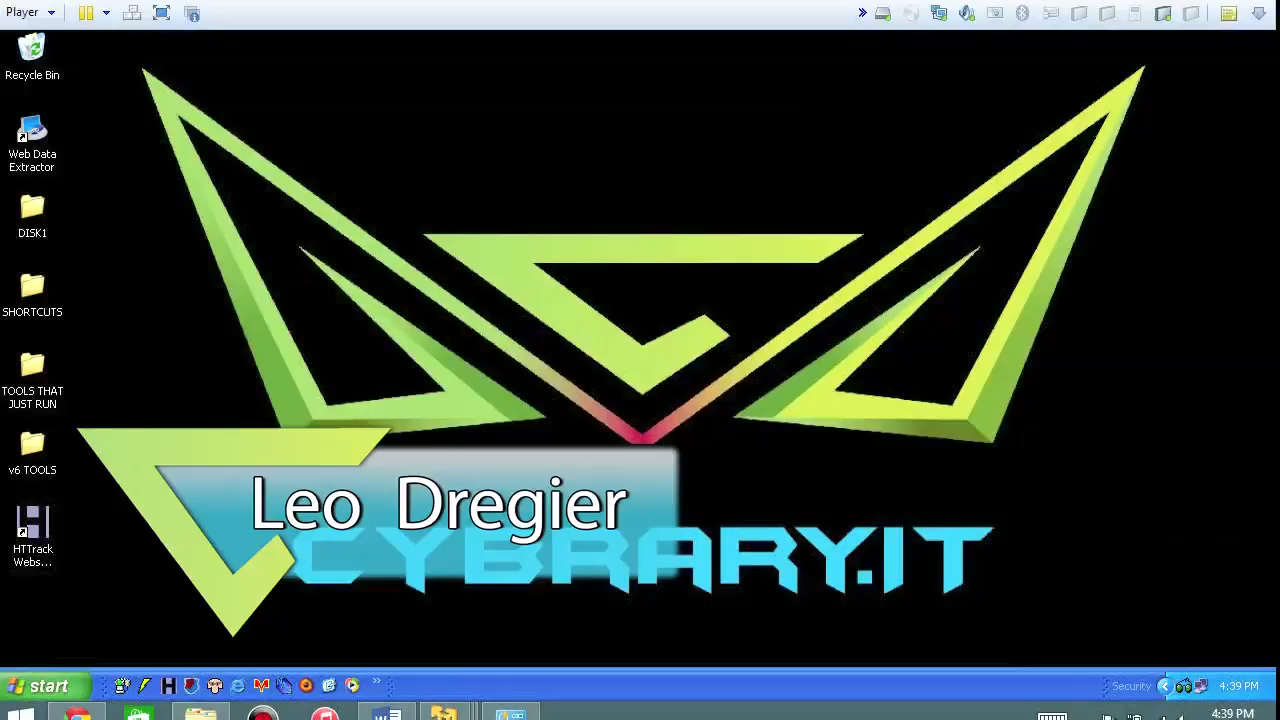 Player
Recycle Bin
Web Data
Extractor
DISK1
SHORTCUTS
TOOLS THAT
JUST RUN
v6 TOOLS
HTTrack
Webs...
Leo Dregier
CYBRARY.IT
start
Security
4:39 PM
4:39 PM